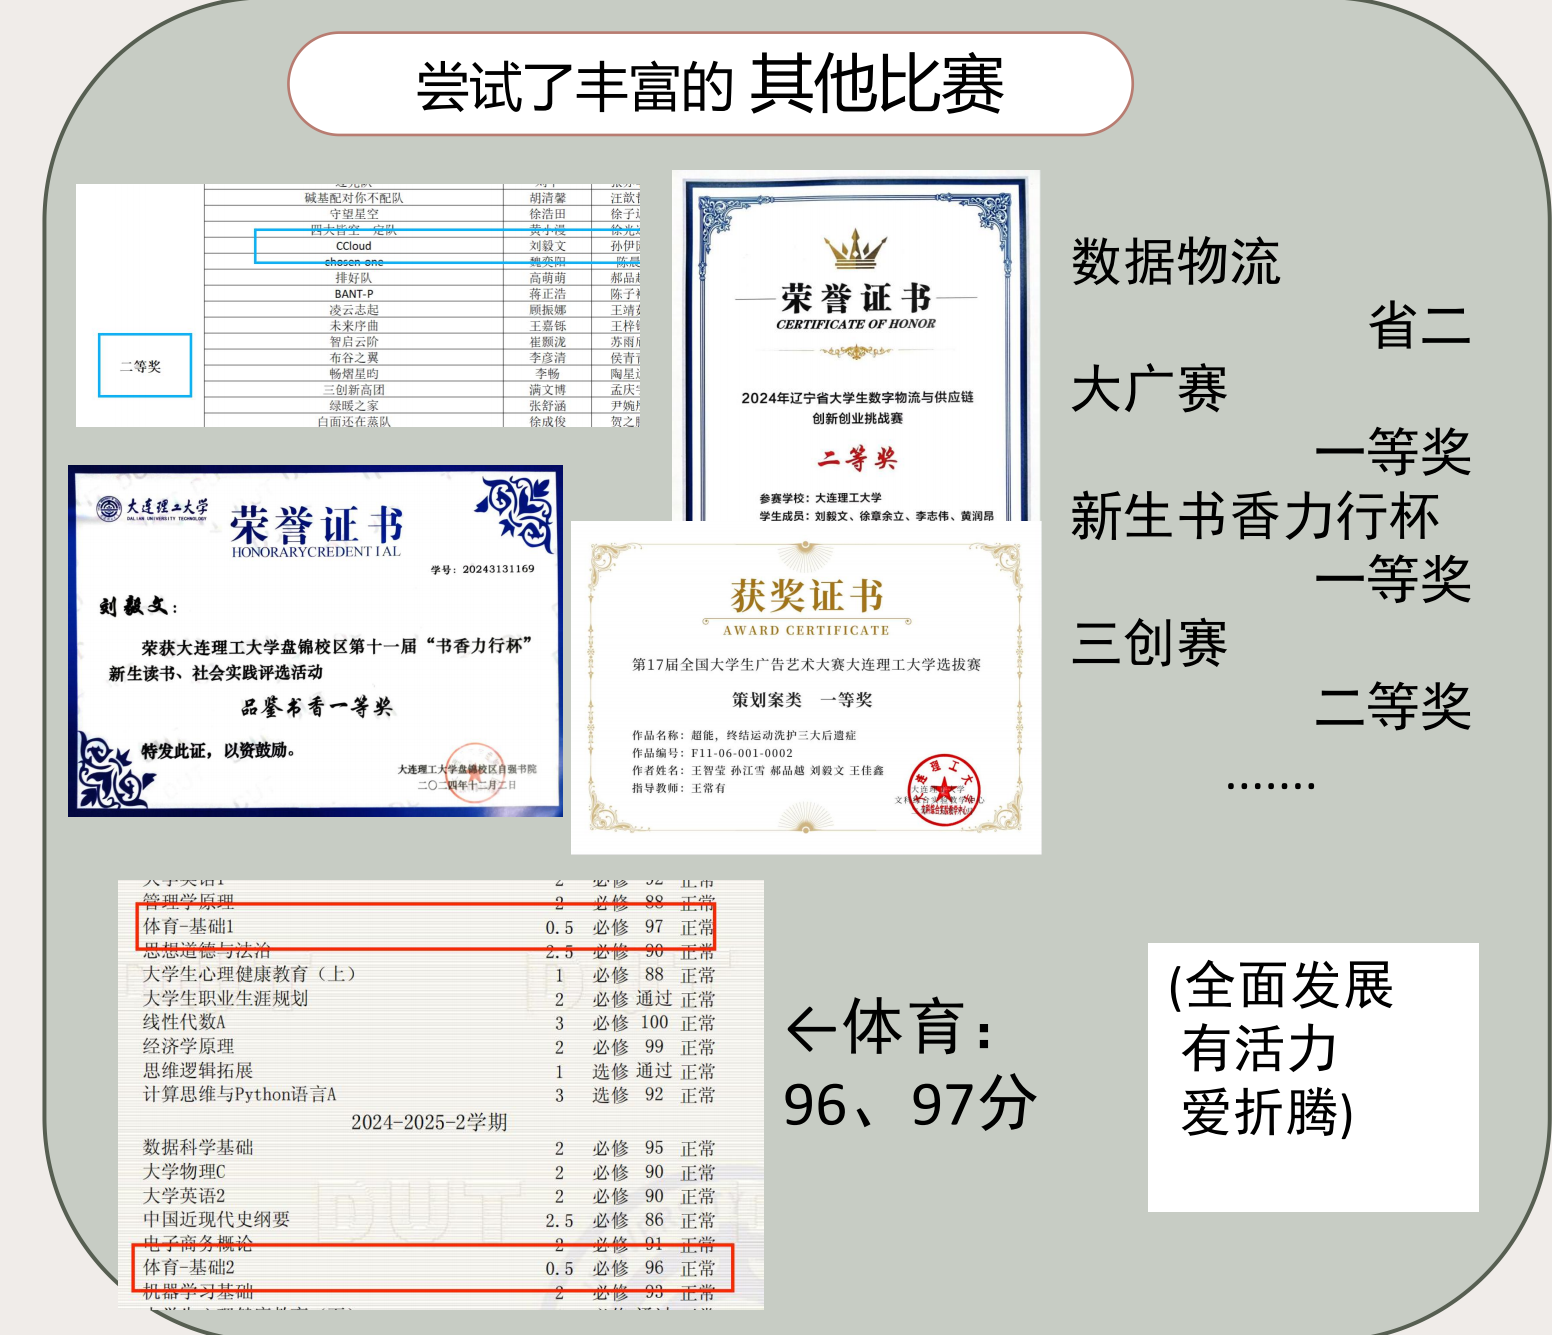 尝试了丰富的 其他比赛
碱基配对你不配队 胡清馨
守望星空 徐浩田
四大皆空一定队 黄小漫
CCloud 刘毅文 孙伊
chosen-one 魏奕阳 陈晨
排好队 高萌萌 郝品越
BANT-P 蒋正浩 陈子
凌云志起 顾振娜 王靖
未来序曲 王嘉铄 王梓
智启云阶 崔颢泷 苏雨
布谷之翼 李彦清 侯青
二等奖
畅熠星昀 李畅 陶星
三创新高团 满文博 孟庆
绿暖之家 张舒涵 尹婉
白面还在蒸队 徐成俊 贺之
荣誉证书
CERTIFICATE OF HONOR
2024年辽宁省大学生数字物流与供应链
创新创业挑战赛
二等奖
参赛学校：大连理工大学
学生成员：刘毅文、徐章余立、李志伟、黄润昂
大连理工大学
DALIAN UNIVERSITY TECHNOLOGY
荣誉证书
HONORARYCREDENTIAL
学号：20243131169
刘毅文：
荣获大连理工大学盘锦校区第十一届“书香力行杯”
新生读书、社会实践评选活动
品鉴书香一等奖
特发此证，以资鼓励。
大连理工大学盘锦校区自强书院
二〇二四年十二月二日
获奖证书
AWARD CERTIFICATE
第17届全国大学生广告艺术大赛大连理工大学选拔赛
策划案类 一等奖
作品名称：超能，终结运动洗护三大后遗症
作品编号：F11-06-001-0002
作者姓名：王智莹 孙江雪 郝品越 刘毅文 王佳鑫
指导教师：王常有
数据物流
省二
大广赛
一等奖
新生书香力行杯
一等奖
三创赛
二等奖
.......
大学英语1 2 必修 92 正常
管理学原理 2 必修 88 正常
体育-基础1 0.5 必修 97 正常
思想道德与法治 2.5 必修 90 正常
大学生心理健康教育（上） 1 必修 88 正常
大学生职业生涯规划 2 必修 通过 正常
线性代数A 3 必修 100 正常
经济学原理 2 必修 99 正常
思维逻辑拓展 1 选修 通过 正常
计算思维与Python语言A 3 选修 92 正常
2024-2025-2学期
数据科学基础 2 必修 95 正常
大学物理C 2 必修 90 正常
大学英语2 2 必修 90 正常
中国近现代史纲要 2.5 必修 86 正常
电子商务概论 2 必修 91 正常
体育-基础2 0.5 必修 96 正常
机器学习基础 2 必修 93 正常
←体育：
96、97分
(全面发展
有活力
爱折腾)